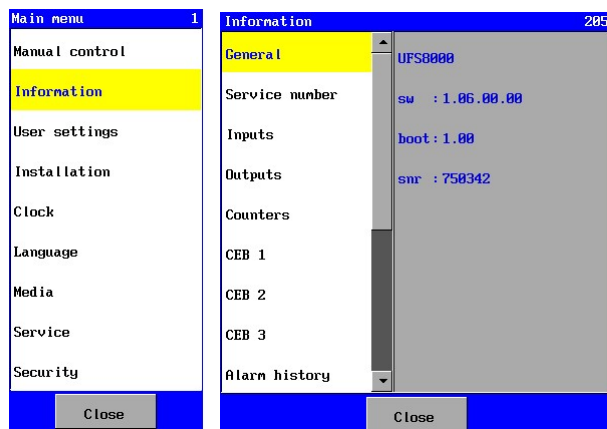 Main menu 1
Manual control
Information
User settings
Installation
Clock
Language
Media
Service
Security
Close
Information 205
General
Service number
Inputs
Outputs
Counters
CEB 1
CEB 2
CEB 3
Alarm history
UFS8000
sw : 1.06.00.00
boot: 1.00
snr : 750342
Close